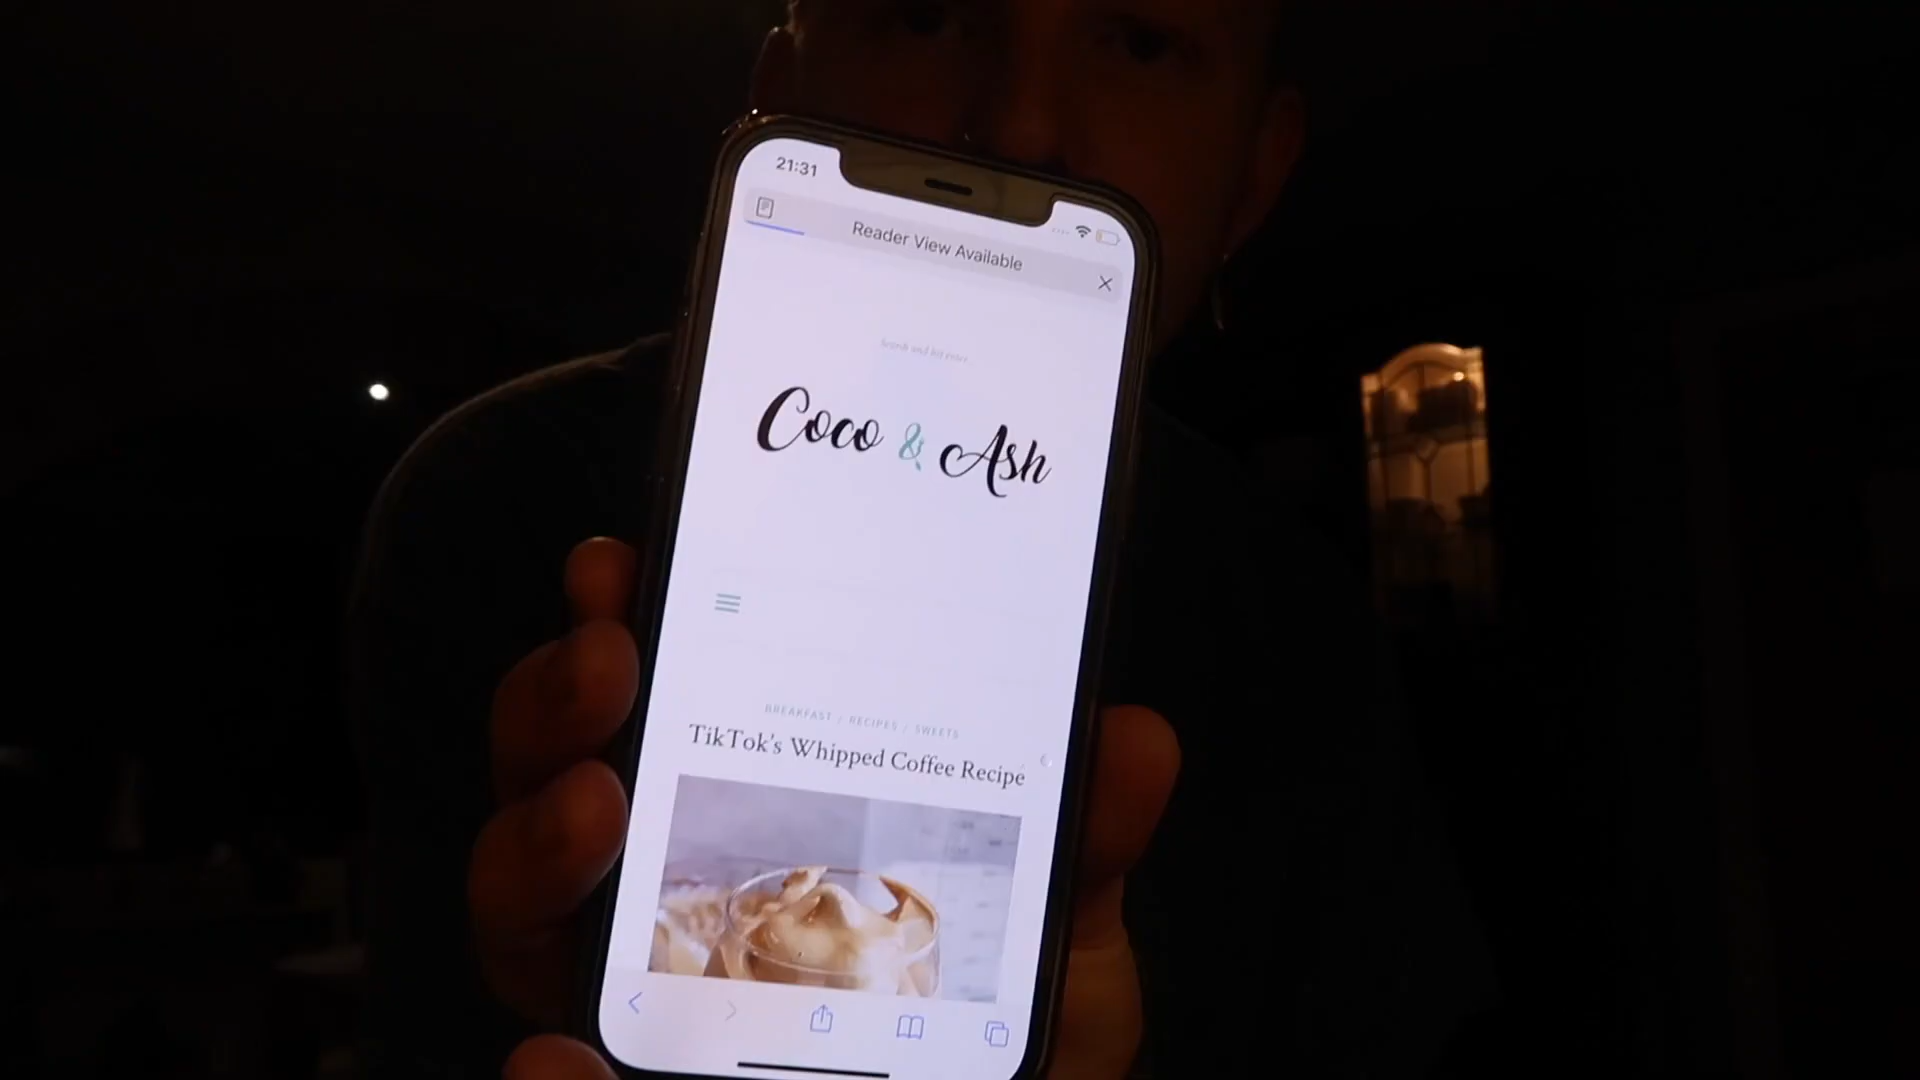 21:31
Reader View Available
Coco & Ash
BREAKFAST / RECIPES / SWEETS
TikTok's Whipped Coffee Recipe